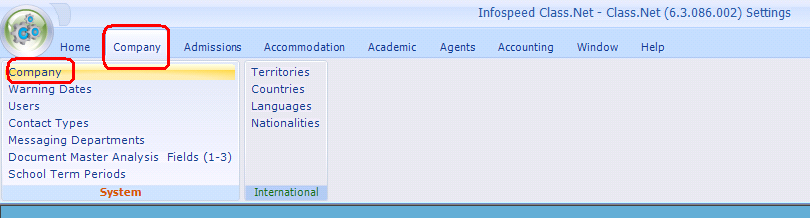 Infospeed Class.Net - Class.Net (6.3.086.002) Settings
Home Company Admissions Accommodation Academic Agents Accounting Window Help
Company
Warning Dates
Users
Contact Types
Messaging Departments
Document Master Analysis Fields (1-3)
School Term Periods
System
Territories
Countries
Languages
Nationalities
International